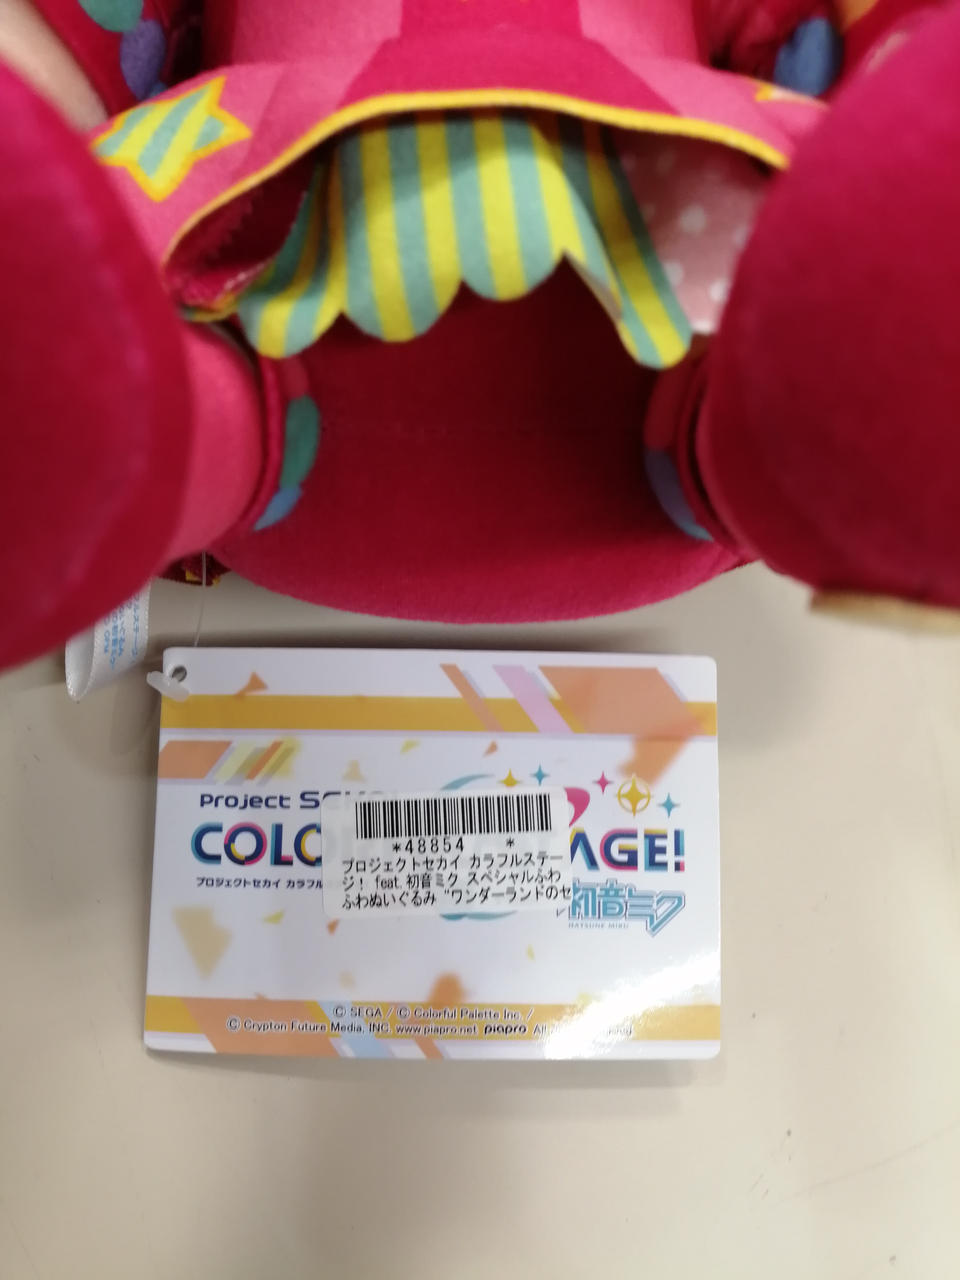 Project
COLO AGE!
*48854 *
プロジェクトセカイ カラフルステー
ジ! feat.初音ミク スペシャルふわ
ふわぬいぐるみ "ワンダーランドのセ
プロジェクトセカイ カラフル
初音ミク
HATSUNE MIKU
© SEGA / © Colorful Palette Inc. /
© Crypton Future Media, INC. www.piapro.net piapro All